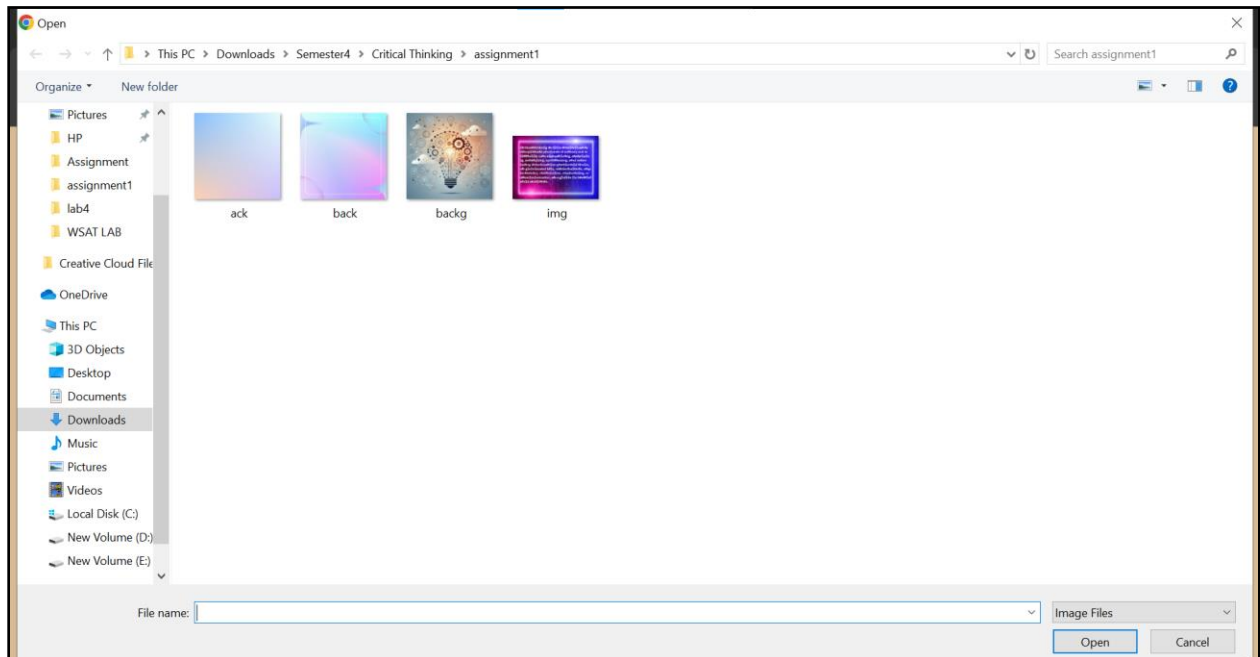 Open
This PC > Downloads > Semester4 > Critical Thinking > assignment1
Search assignment1
Organize
New folder
Pictures
HP
Assignment
assignment1
lab4
WSAT LAB
Creative Cloud File
OneDrive
This PC
3D Objects
Desktop
Documents
Downloads
Music
Pictures
Videos
Local Disk (C:)
New Volume (D:)
New Volume (E:)
ack
back
backg
img
File name:
Image Files
Open
Cancel